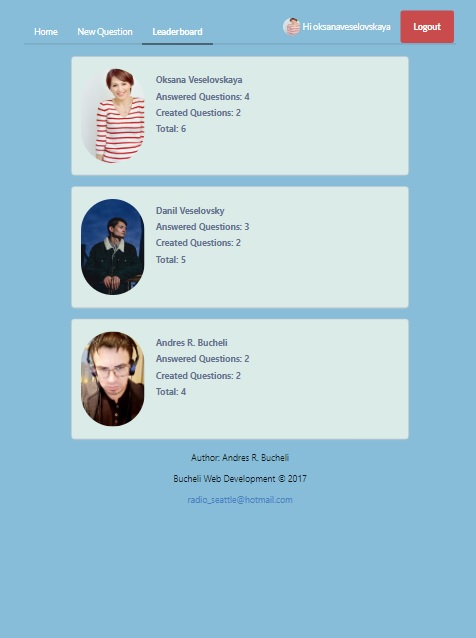 Home New Question Leaderboard Hi oksanaveselovskaya Logout
Oksana Veselovskaya
Answered Questions: 4
Created Questions: 2
Total: 6
Danil Veselovsky
Answered Questions: 3
Created Questions: 2
Total: 5
Andres R. Bucheli
Answered Questions: 2
Created Questions: 2
Total: 4
Author: Andres R. Bucheli
Bucheli Web Development © 2017
radio_seattle@hotmail.com